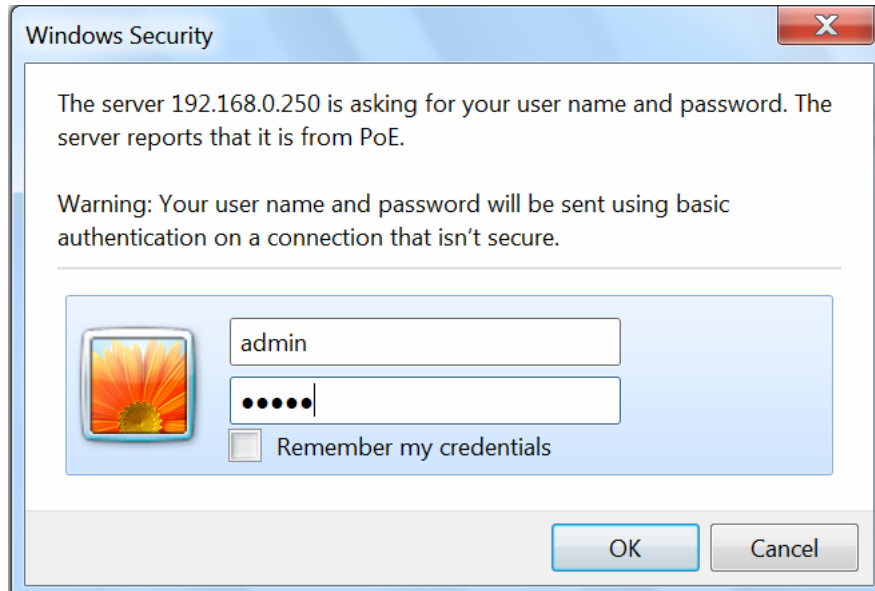 Windows Security
The server 192.168.0.250 is asking for your user name and password. The
server reports that it is from PoE.
Warning: Your user name and password will be sent using basic
authentication on a connection that isn't secure.
admin
●●●●●
Remember my credentials
OK
Cancel